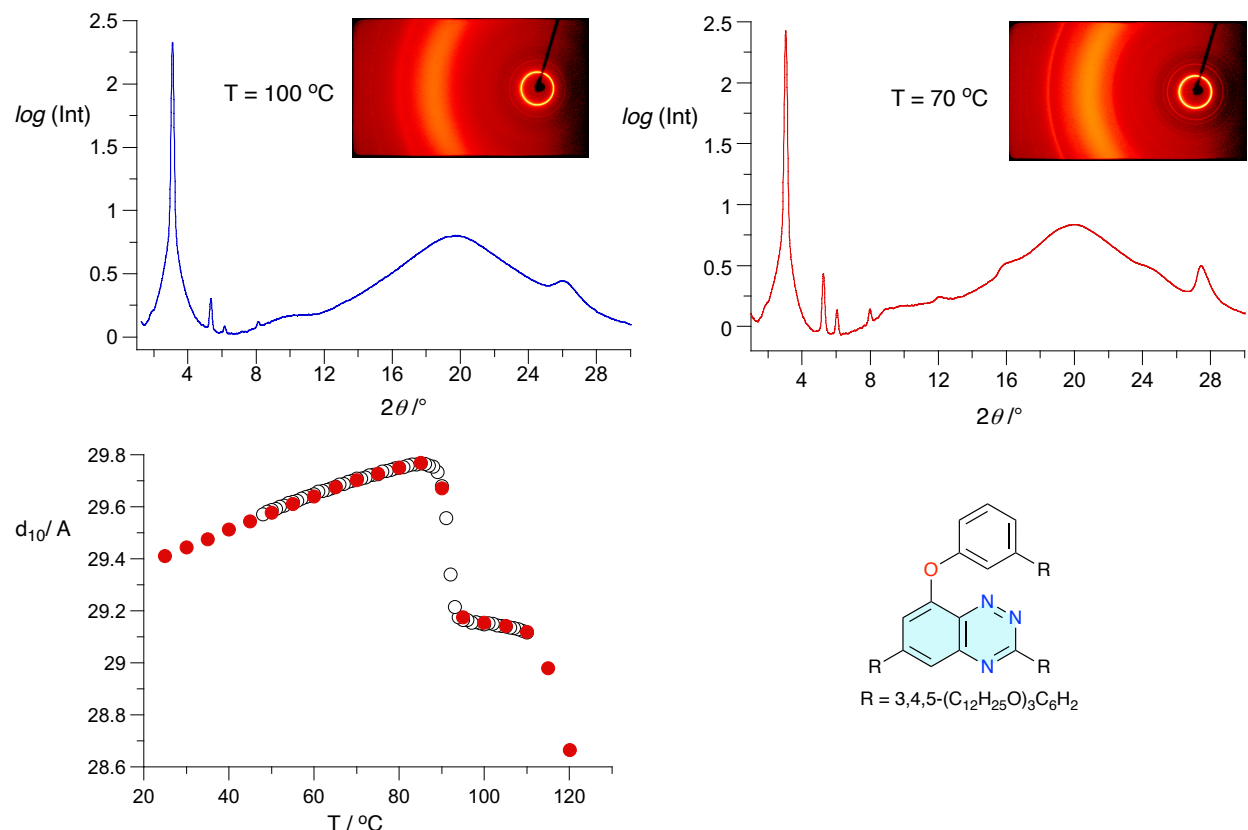 2.5
2
1.5
1
0.5
0
log (Int)
T = 100 °C
4 8 12 16 20 24 28
2θ /°
2.5
2
1.5
1
0.5
0
log (Int)
T = 70 °C
4 8 12 16 20 24 28
2θ /°
29.8
29.6
29.4
29.2
29
28.8
28.6
d₁₀/ A
20 40 60 80 100 120
T / °C
R
O
N
N
N
R
R
R = 3,4,5-(C₁₂H₂₅O)₃C₆H₂